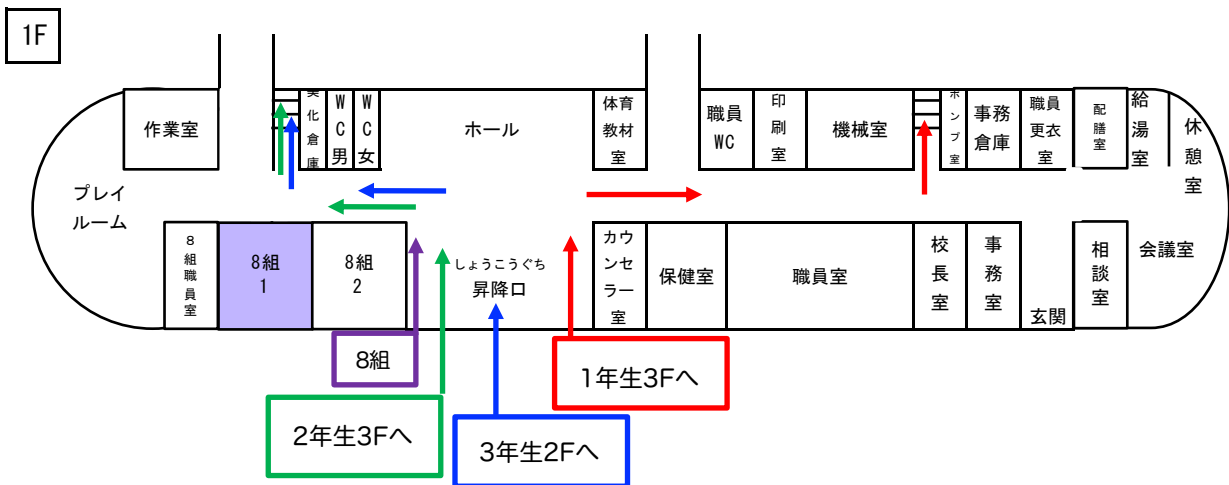 1F
作業室
美化倉庫
WC男
WC女
ホール
体育
教材
室
職員
WC
印刷室
機械室
ポンプ室
事務
倉庫
職員
更衣
室
配膳室
給湯室
休憩室
プレイ
ルーム
8組職員室
8組
1
8組
2
しょうこうぐち
昇降口
カウ
ンセ
ラー
室
保健室
職員室
校長室
事務室
玄関
相談室
会議室
8組
1年生3Fへ
2年生3Fへ
3年生2Fへ